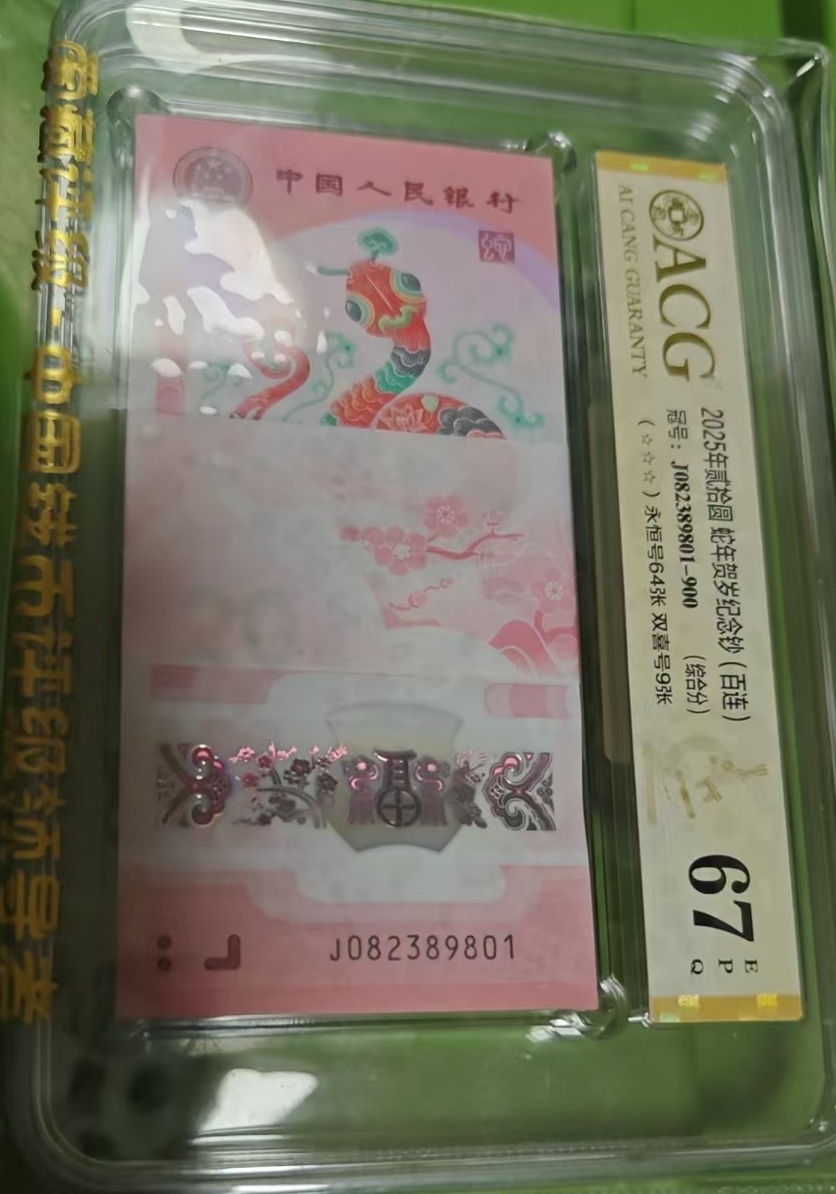 爱藏评级-中国钱币评级领导者
中国人民银行
J082389801
ACG
AI CANG GUARANTY
2025年贰拾圆 蛇年贺岁纪念钞（百连）
冠号：J082389801-900 （综合分）
（☆☆☆）永恒号64张 双喜号9张
67
EPQ